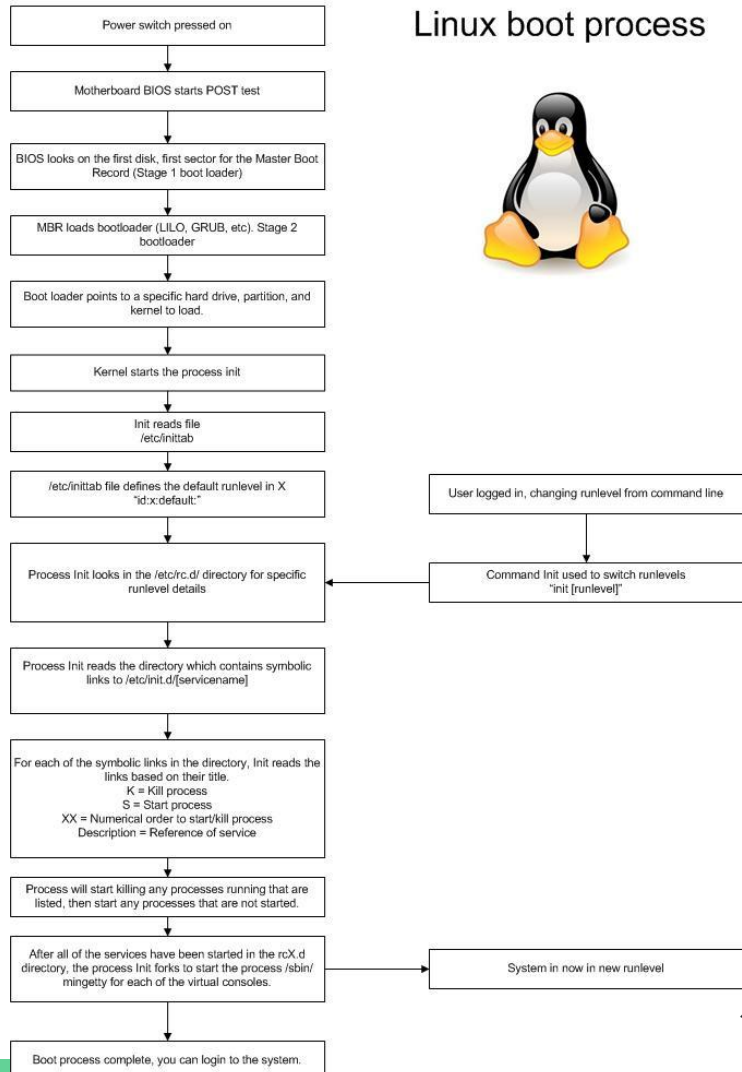 Linux boot process
Power switch pressed on
Motherboard BIOS starts POST test
BIOS looks on the first disk, first sector for the Master Boot
Record (Stage 1 boot loader)
MBR loads bootloader (LILO, GRUB, etc). Stage 2
bootloader
Boot loader points to a specific hard drive, partition, and
kernel to load.
Kernel starts the process init
Init reads file
/etc/inittab
/etc/inittab file defines the default runlevel in X
“id:x:default:”
User logged in, changing runlevel from command line
Process Init looks in the /etc/rc.d/ directory for specific
runlevel details
Command Init used to switch runlevels
“init [runlevel]”
Process Init reads the directory which contains symbolic
links to /etc/init.d/[servicename]
For each of the symbolic links in the directory, Init reads the
links based on their title.
K = Kill process
S = Start process
XX = Numerical order to start/kill process
Description = Reference of service
Process will start killing any processes running that are
listed, then start any processes that are not started.
After all of the services have been started in the rcX.d
directory, the process Init forks to start the process /sbin/
mingetty for each of the virtual consoles.
System in now in new runlevel
Boot process complete, you can login to the system.